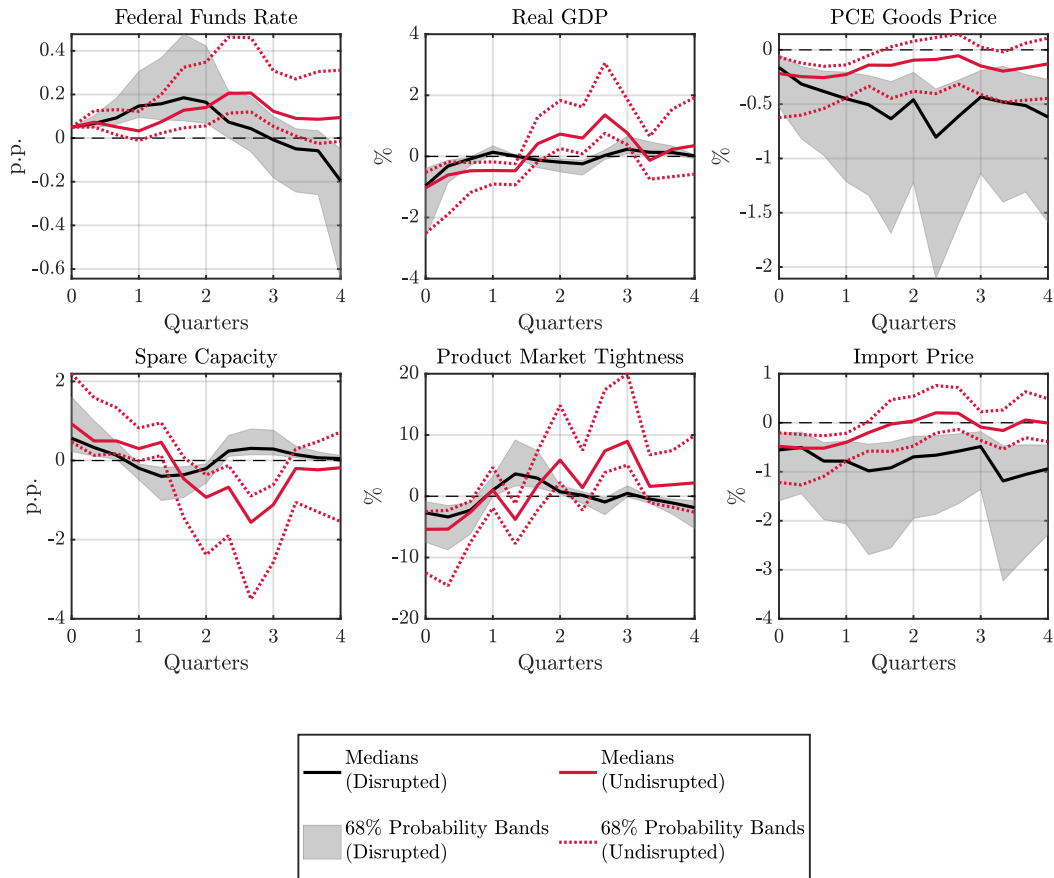 Federal Funds Rate
Real GDP
PCE Goods Price
p.p.
0.4
0.2
0
-0.2
-0.4
-0.6
0 1 2 3 4
Quarters
%
4
2
0
-2
-4
0 1 2 3 4
Quarters
%
0
-0.5
-1
-1.5
-2
0 1 2 3 4
Quarters
Spare Capacity
Product Market Tightness
Import Price
p.p.
2
0
-2
-4
0 1 2 3 4
Quarters
%
20
10
0
-10
-20
0 1 2 3 4
Quarters
%
1
0
-1
-2
-3
-4
0 1 2 3 4
Quarters
Medians
(Disrupted)
Medians
(Undisrupted)
68% Probability Bands
(Disrupted)
68% Probability Bands
(Undisrupted)